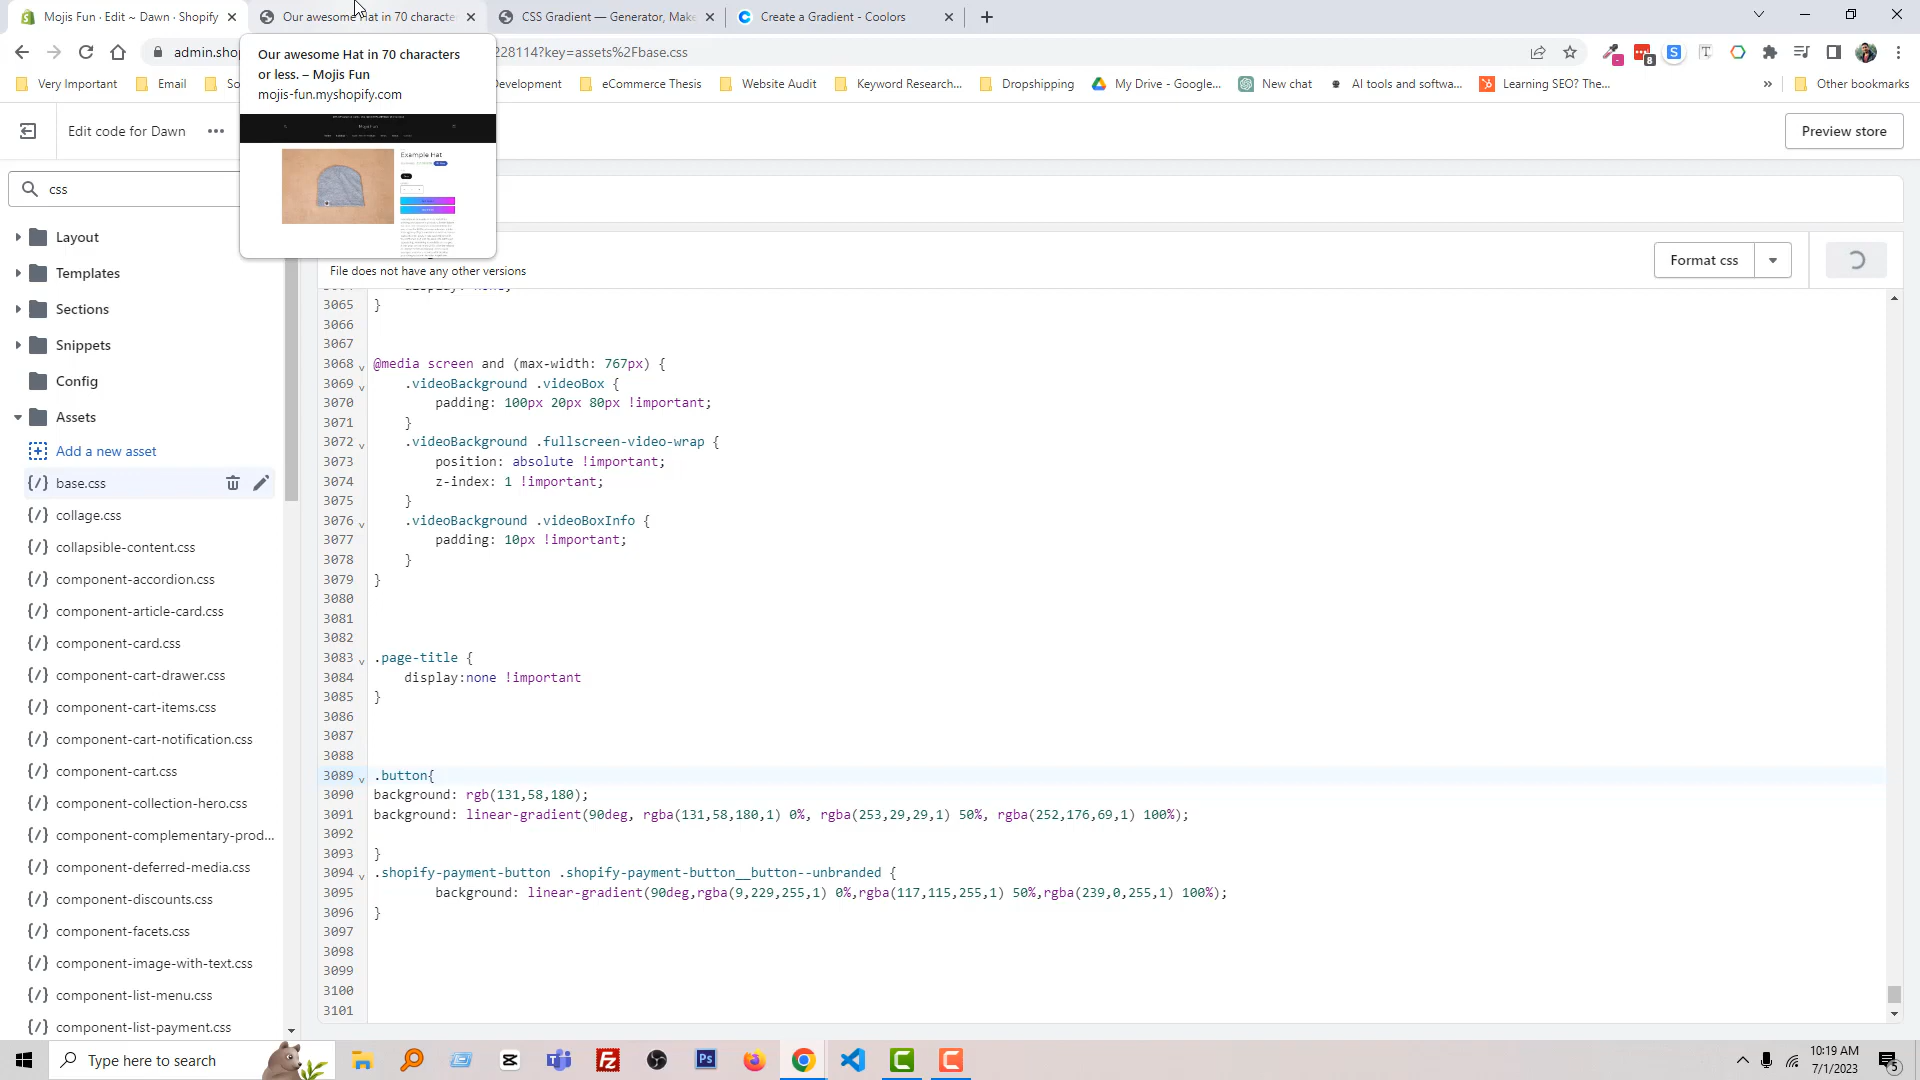 Mojis Fun · Edit ~ Dawn · Shopify
Our awesome Hat in 70 characte
CSS Gradient — Generator, Make
Create a Gradient - Coolors
admin.shop
228114?key=assets%2Fbase.css
Very Important
Email
So
Development
eCommerce Thesis
Website Audit
Keyword Research...
Dropshipping
My Drive - Google...
New chat
AI tools and softwa...
Learning SEO? The...
Other bookmarks
Our awesome Hat in 70 characters
or less. – Mojis Fun
mojis-fun.myshopify.com
Example Hat
Edit code for Dawn
Preview store
css
File does not have any other versions
Format css
Layout
Templates
Sections
Snippets
Config
Assets
Add a new asset
base.css
collage.css
collapsible-content.css
component-accordion.css
component-article-card.css
component-card.css
component-cart-drawer.css
component-cart-items.css
component-cart-notification.css
component-cart.css
component-collection-hero.css
component-complementary-prod...
component-deferred-media.css
component-discounts.css
component-facets.css
component-image-with-text.css
component-list-menu.css
component-list-payment.css
3065 }
3066
3067
3068 @media screen and (max-width: 767px) {
3069 .videoBackground .videoBox {
3070 padding: 100px 20px 80px !important;
3071 }
3072 .videoBackground .fullscreen-video-wrap {
3073 position: absolute !important;
3074 z-index: 1 !important;
3075 }
3076 .videoBackground .videoBoxInfo {
3077 padding: 10px !important;
3078 }
3079 }
3080
3081
3082
3083 .page-title {
3084 display:none !important
3085 }
3086
3087
3088
3089 .button{
3090 background: rgb(131,58,180);
3091 background: linear-gradient(90deg, rgba(131,58,180,1) 0%, rgba(253,29,29,1) 50%, rgba(252,176,69,1) 100%);
3092
3093 }
3094 .shopify-payment-button .shopify-payment-button__button--unbranded {
3095 background: linear-gradient(90deg,rgba(9,229,255,1) 0%,rgba(117,115,255,1) 50%,rgba(239,0,255,1) 100%);
3096 }
3097
3098
3099
3100
3101
Type here to search
10:19 AM
7/1/2023